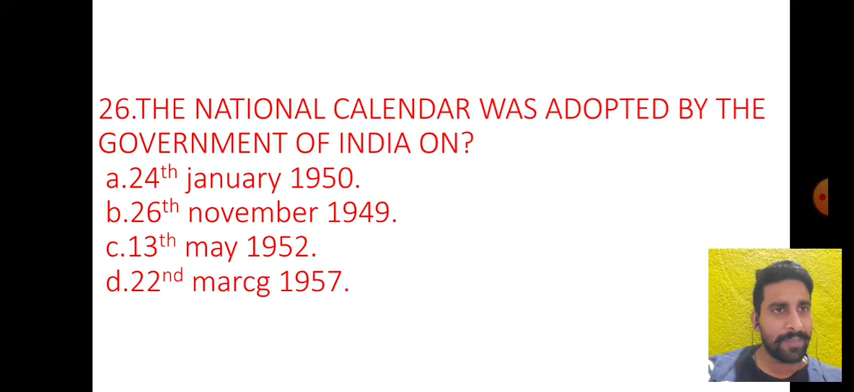 26.THE NATIONAL CALENDAR WAS ADOPTED BY THE
GOVERNMENT OF INDIA ON?
a.24th january 1950.
b.26th november 1949.
c.13th may 1952.
d.22nd marcg 1957.